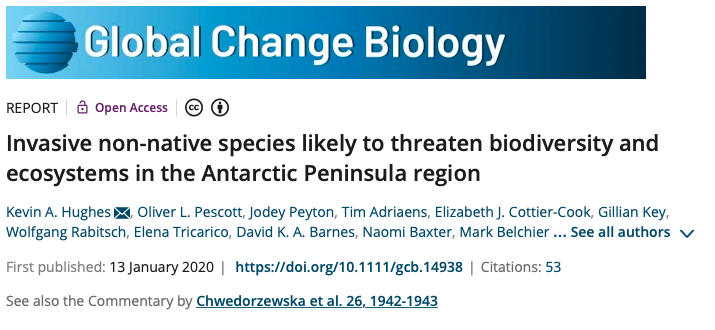 Global Change Biology
REPORT Open Access cc
Invasive non-native species likely to threaten biodiversity and
ecosystems in the Antarctic Peninsula region
Kevin A. Hughes, Oliver L. Pescott, Jodey Peyton, Tim Adriaens, Elizabeth J. Cottier-Cook, Gillian Key,
Wolfgang Rabitsch, Elena Tricarico, David K. A. Barnes, Naomi Baxter, Mark Belchier ... See all authors
First published: 13 January 2020 | https://doi.org/10.1111/gcb.14938 | Citations: 53
See also the Commentary by Chwedorzewska et al. 26, 1942-1943